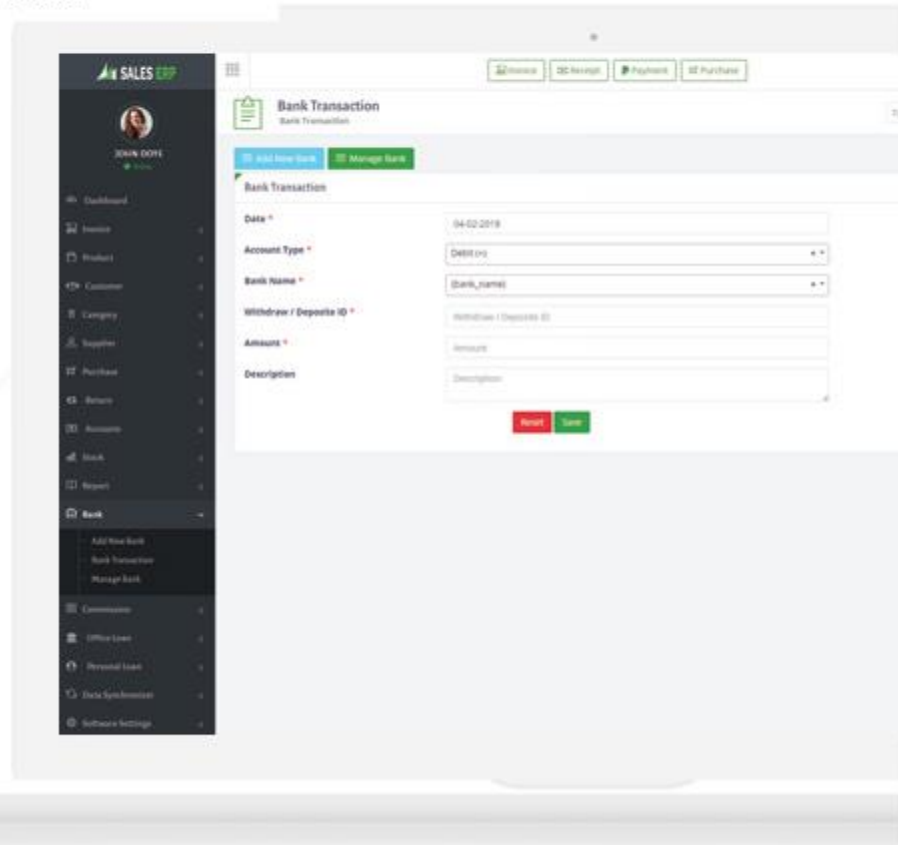 SALES ERP
Invoice
Receipt
Payment
Purchase
Bank Transaction
Bank Transaction
JOHN DOYE
Add New Bank
Manage Bank
Bank Transaction
Date *
04-02-2019
Account Type *
Debit (+)
Bank Name *
{bank_name}
Withdraw / Deposite ID *
Withdraw / Deposite ID
Amount *
Amount
Description
Description
Reset
Save
Dashboard
Invoice
Product
Customer
Category
Supplier
Purchase
Return
Accounts
Stock
Report
Bank
Add New Bank
Bank Transaction
Manage Bank
Commission
Office Loan
Personal Loan
Data Synchronizer
Software Settings